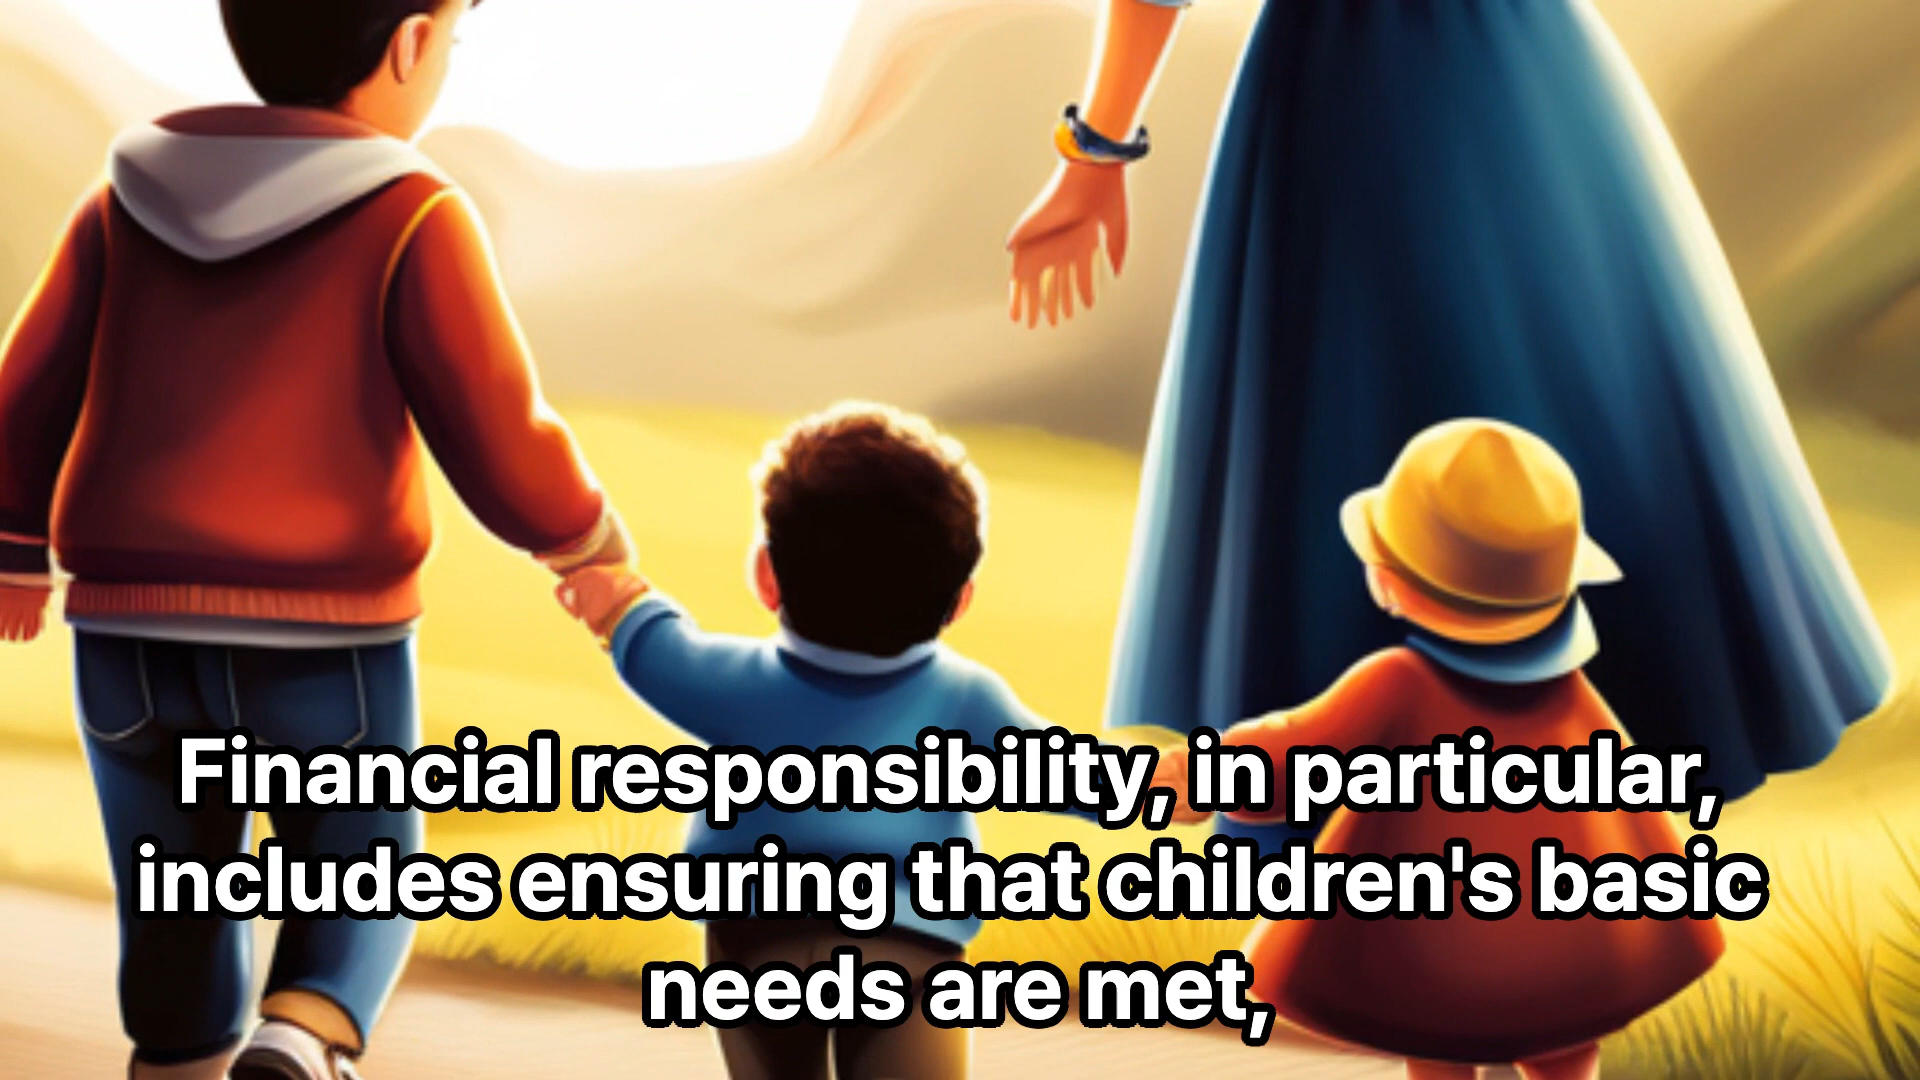 Financial responsibility, in particular,
includes ensuring that children's basic
needs are met,